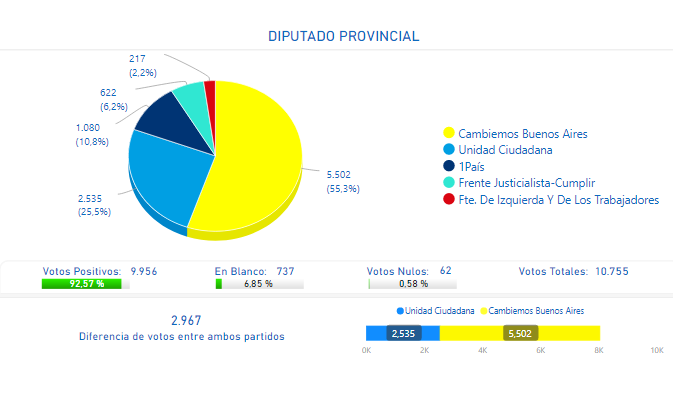 DIPUTADO PROVINCIAL
217
(2,2%)
622
(6,2%)
1.080
(10,8%)
2.535
(25,5%)
5.502
(55,3%)
Cambiemos Buenos Aires
Unidad Ciudadana
1País
Frente Justicialista-Cumplir
Fte. De Izquierda Y De Los Trabajadores
Votos Positivos: 9.956
92,57 %
En Blanco: 737
6,85 %
Votos Nulos: 62
0,58 %
Votos Totales: 10.755
2.967
Diferencia de votos entre ambos partidos
Unidad Ciudadana Cambiemos Buenos Aires
2,535 5,502
0K 2K 4K 6K 8K 10K